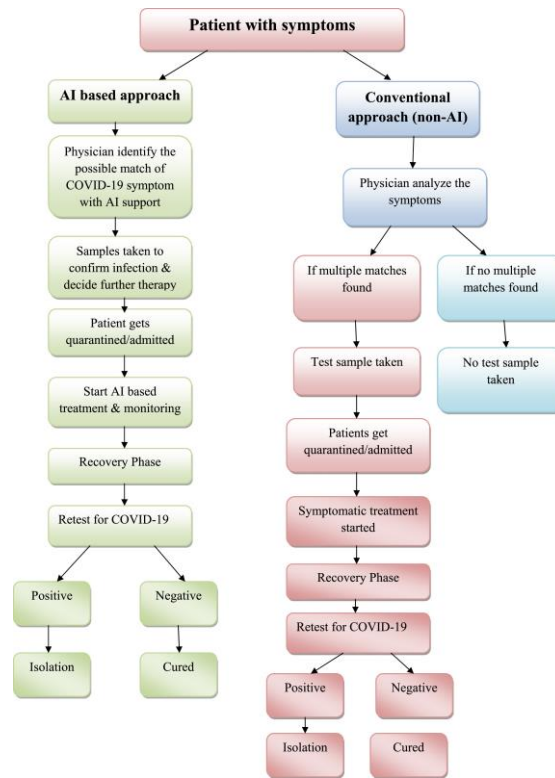 Patient with symptoms
AI based approach
Physician identify the
possible match of
COVID-19 symptom
with AI support
Samples taken to
confirm infection &
decide further therapy
Patient gets
quarantined/admitted
Start AI based
treatment & monitoring
Recovery Phase
Retest for COVID-19
Positive
Negative
Isolation
Cured
Conventional
approach (non-AI)
Physician analyze the
symptoms
If multiple matches
found
If no multiple
matches found
Test sample taken
No test sample
taken
Patients get
quarantined/admitted
Symptomatic treatment
started
Recovery Phase
Retest for COVID-19
Positive
Negative
Isolation
Cured